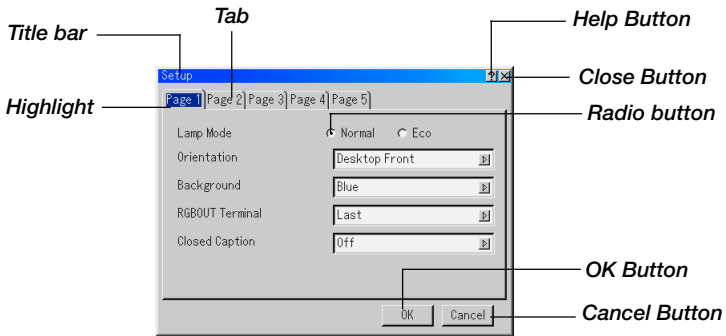 Tab
Help Button
Title bar
Setup
Close Button
Highlight
Page 1 Page 2 Page 3 Page 4 Page 5
Radio button
Lamp Mode Normal Eco
Orientation Desktop Front
Background Blue
RGBOUT Terminal Last
Closed Caption Off
OK Button
OK Cancel
Cancel Button